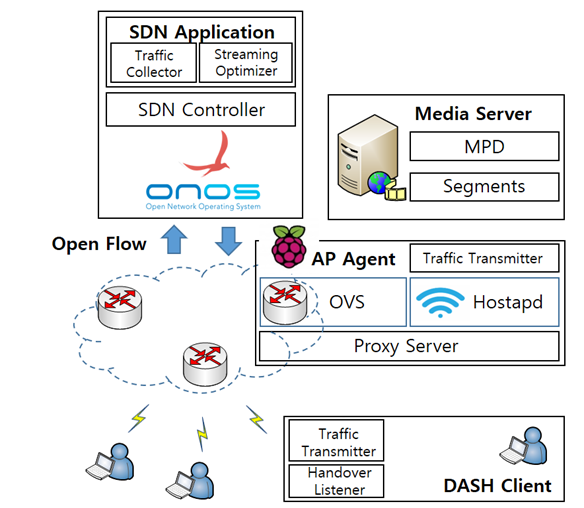 SDN Application
Traffic
Collector
Streaming
Optimizer
SDN Controller
onos
Open Network Operating System
Media Server
MPD
Segments
Open Flow
AP Agent
Traffic Transmitter
OVS
Hostapd
Proxy Server
Traffic
Transmitter
Handover
Listener
DASH Client